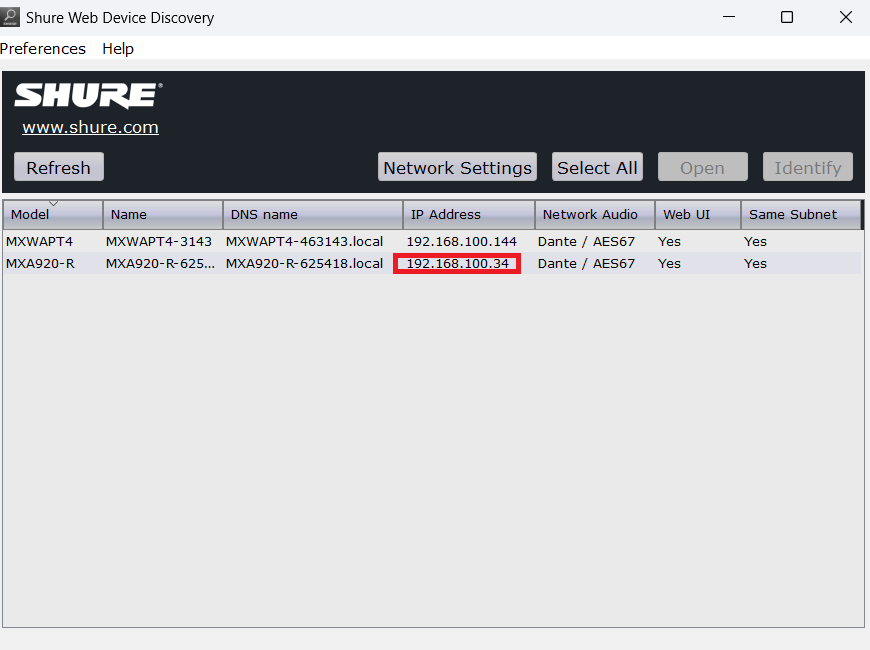 Shure Web Device Discovery
Preferences Help
SHURE®
www.shure.com
Refresh Network Settings Select All Open Identify
Model Name DNS name IP Address Network Audio Web UI Same Subnet
MXWAPT4 MXWAPT4-3143 MXWAPT4-463143.local 192.168.100.144 Dante / AES67 Yes Yes
MXA920-R MXA920-R-625... MXA920-R-625418.local 192.168.100.34 Dante / AES67 Yes Yes